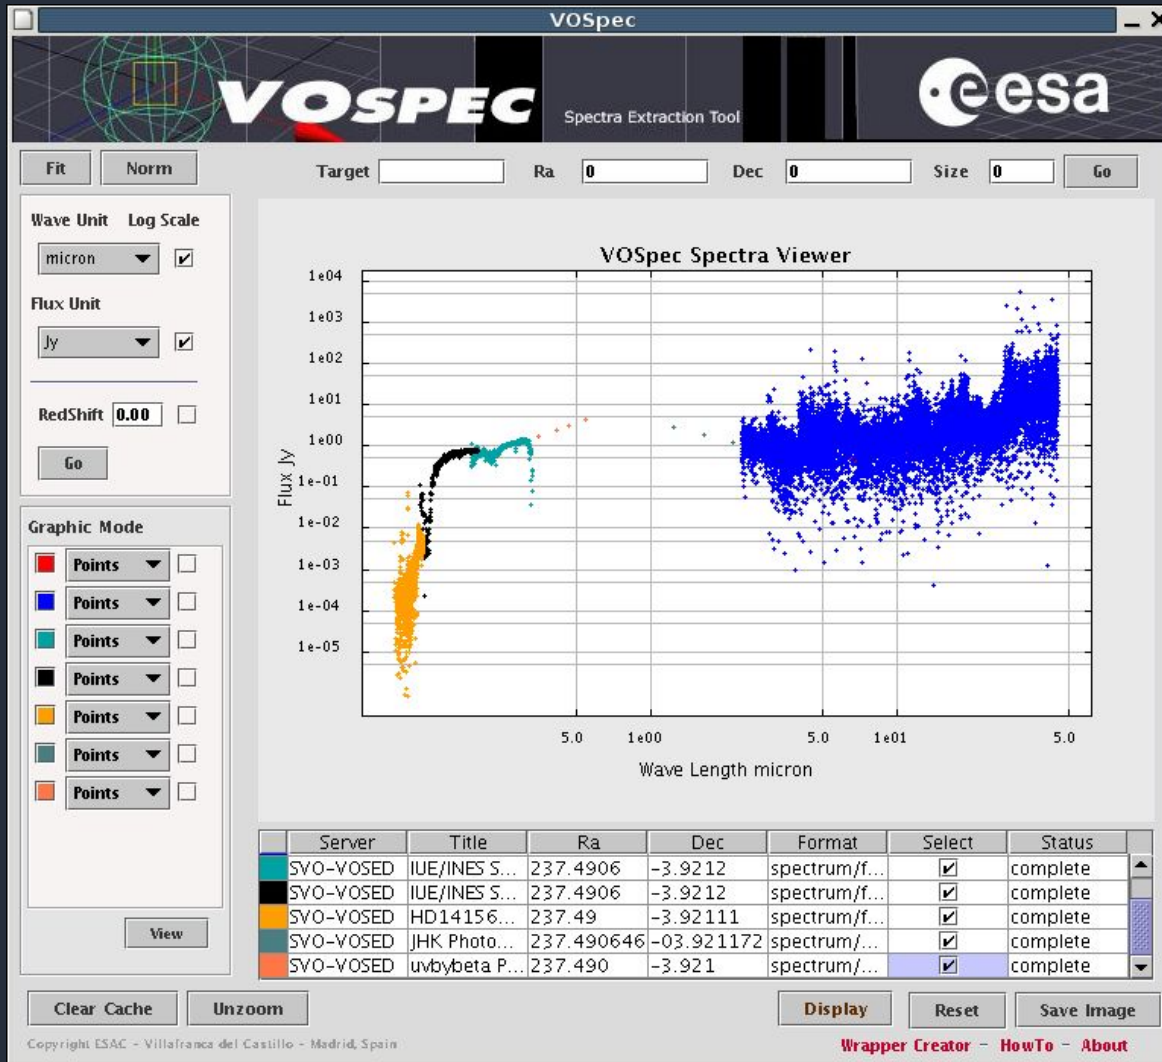 VOSpec
VOSPEC Spectra Extraction Tool eesa
Fit Norm Target Ra 0 Dec 0 Size 0 Go
Wave Unit Log Scale
micron
Flux Unit
Jy
RedShift 0.00
Go
Graphic Mode
Points
Points
Points
Points
Points
Points
Points
View
VOSpec Spectra Viewer
1e04
1e03
1e02
1e01
1e00
1e-01
1e-02
1e-03
1e-04
1e-05
Flux Jy
5.0 1e00 5.0 1e01 5.0
Wave Length micron
Server Title Ra Dec Format Select Status
SVO-VOSED IUE/INES S... 237.4906 -3.9212 spectrum/f... complete
SVO-VOSED IUE/INES S... 237.4906 -3.9212 spectrum/f... complete
SVO-VOSED HD14156... 237.49 -3.92111 spectrum/f... complete
SVO-VOSED JHK Photo... 237.490646 -03.921172 spectrum/... complete
SVO-VOSED uvbybeta P... 237.490 -3.921 spectrum/... complete
Clear Cache Unzoom Display Reset Save Image
Copyright ESAC - Villafranca del Castillo - Madrid, Spain Wrapper Creator - HowTo - About